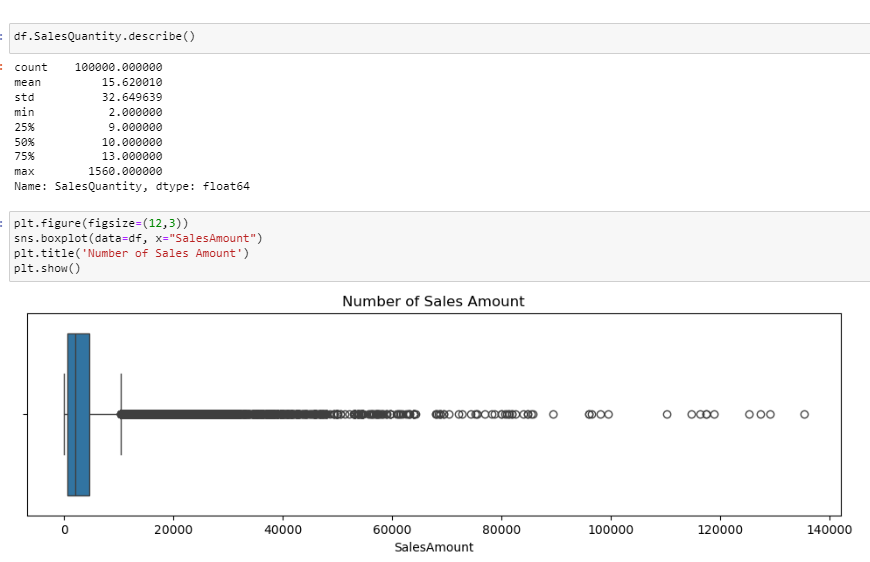 df.SalesQuantity.describe()
count    100000.000000
mean         15.620010
std          32.649639
min           2.000000
25%           9.000000
50%          10.000000
75%          13.000000
max        1560.000000
Name: SalesQuantity, dtype: float64
plt.figure(figsize=(12,3))
sns.boxplot(data=df, x="SalesAmount")
plt.title('Number of Sales Amount')
plt.show()
Number of Sales Amount
0 20000 40000 60000 80000 100000 120000 140000
SalesAmount